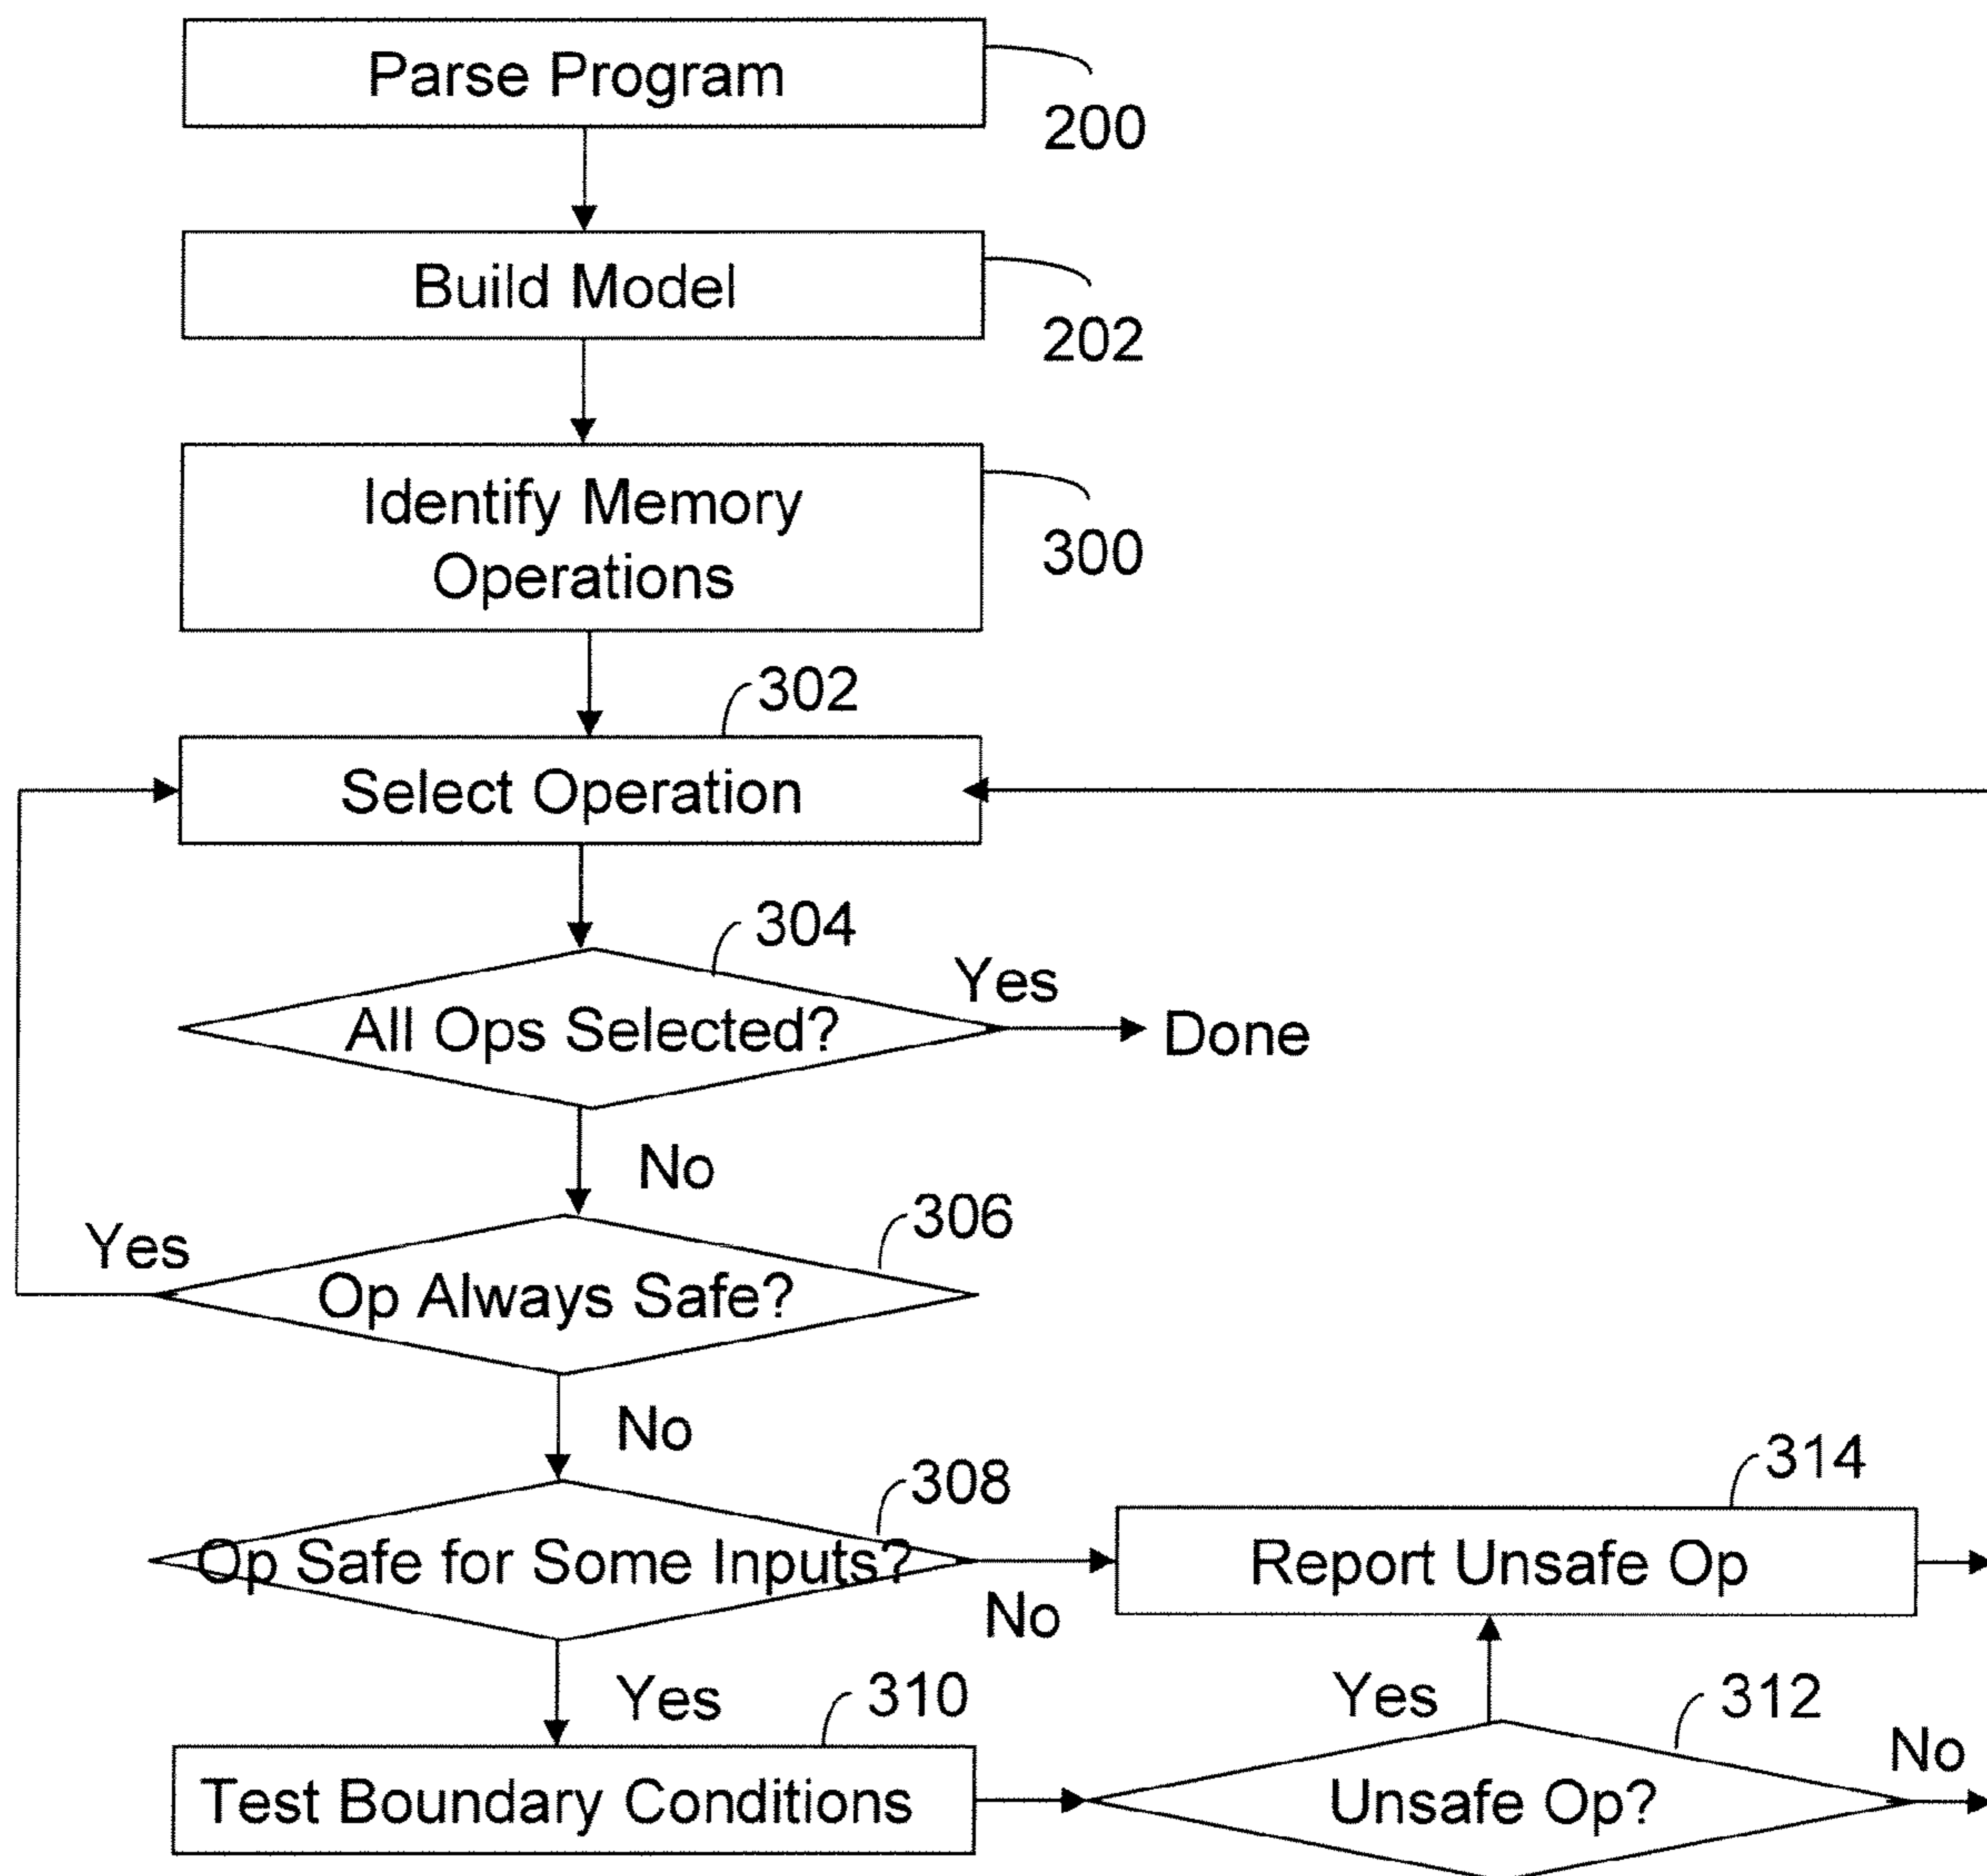 Parse Program
200
Build Model
202
Identify Memory
Operations
300
302
Select Operation
304
Yes
All Ops Selected?
Done
No
306
Yes
Op Always Safe?
No
308
314
Op Safe for Some Inputs?
Report Unsafe Op
No
Yes
310
Yes
312
No
Test Boundary Conditions
Unsafe Op?